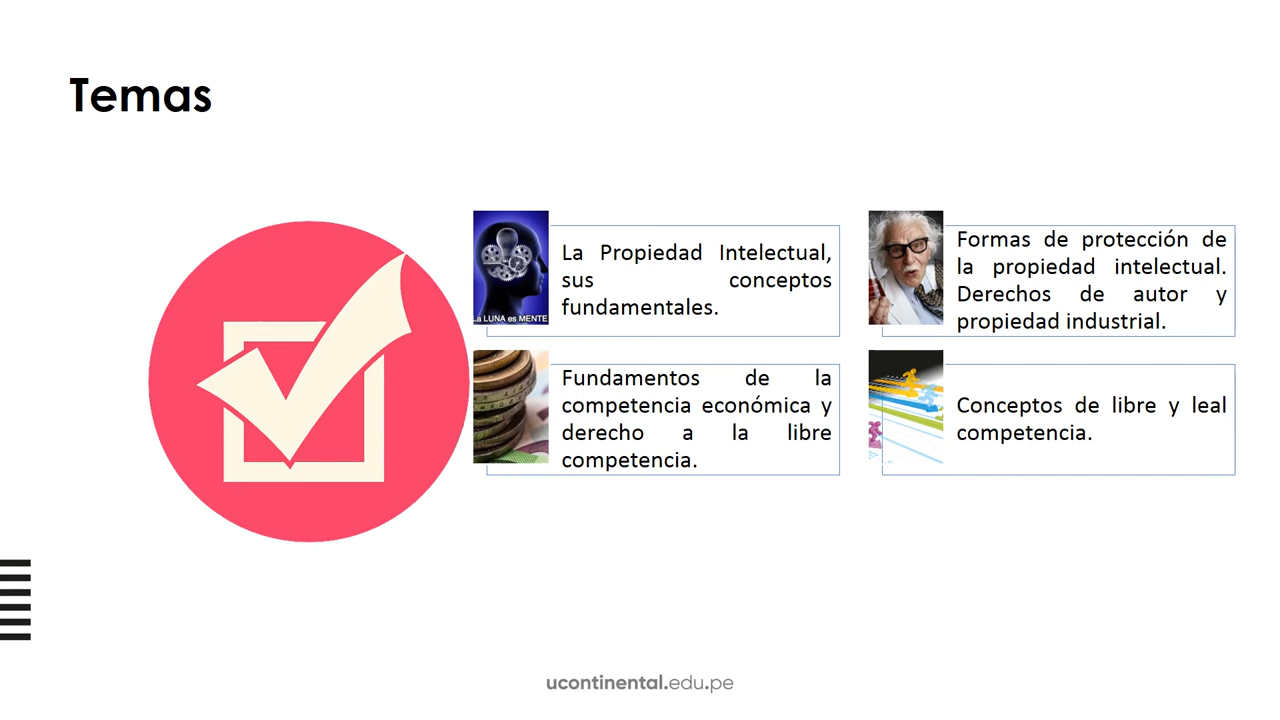 Temas
La Propiedad Intelectual,
sus conceptos
fundamentales.
Formas de protección de
la propiedad intelectual.
Derechos de autor y
propiedad industrial.
Fundamentos de la
competencia económica y
derecho a la libre
competencia.
Conceptos de libre y leal
competencia.
La LUNA es MENTE
ucontinental.edu.pe